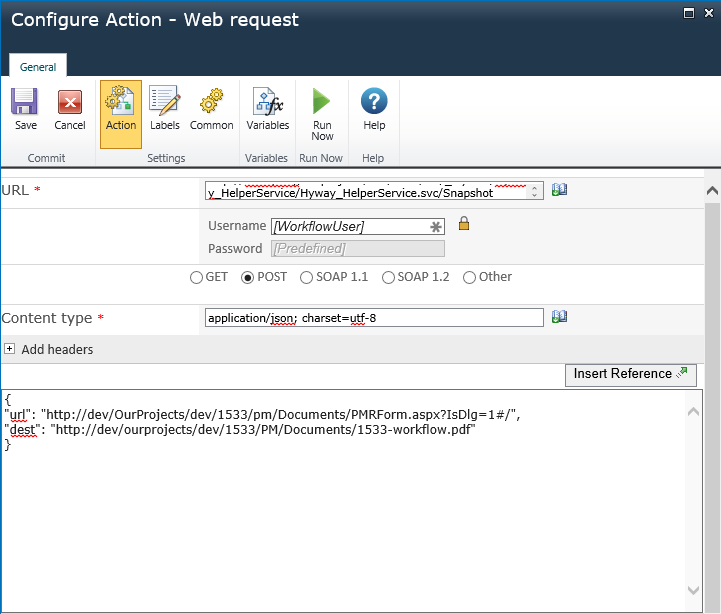 Configure Action - Web request
General
Save
Cancel
Action
Labels
Common
Variables
Run
Now
Help
Commit
Settings
Variables
Run Now
Help
URL *
y_HelperService/Hyway_HelperService.svc/Snapshot
Username [WorkflowUser]
Password [Predefined]
GET POST SOAP 1.1 SOAP 1.2 Other
Content type * application/json; charset=utf-8
Add headers
Insert Reference
{
"url": "http://dev/OurProjects/dev/1533/pm/Documents/PMRForm.aspx?IsDlg=1#/",
"dest": "http://dev/ourprojects/dev/1533/PM/Documents/1533-workflow.pdf"
}